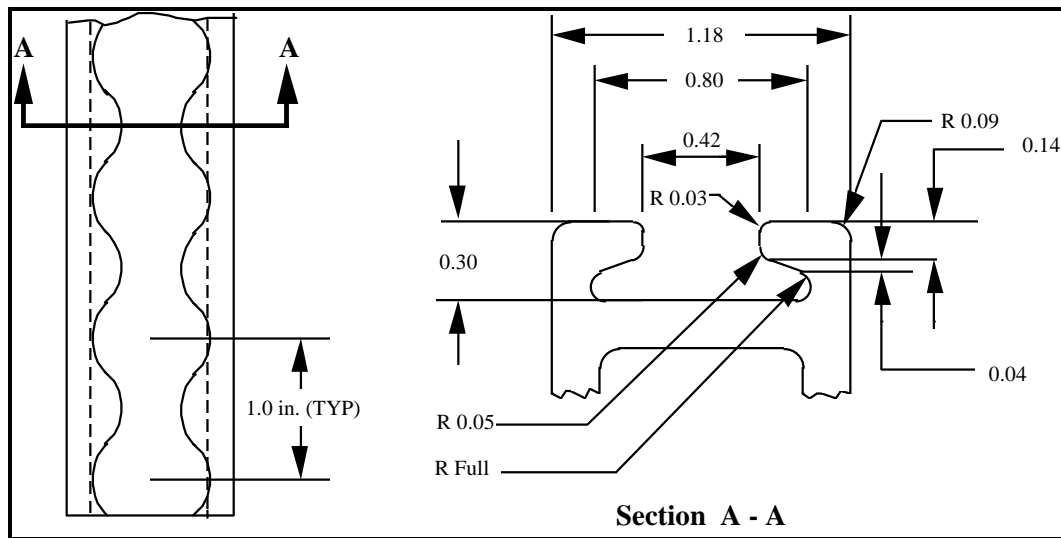 A
A
1.0 in. (TYP)
1.18
0.80
0.42
R 0.09
0.14
R 0.03
0.30
0.04
R 0.05
R Full
Section A - A